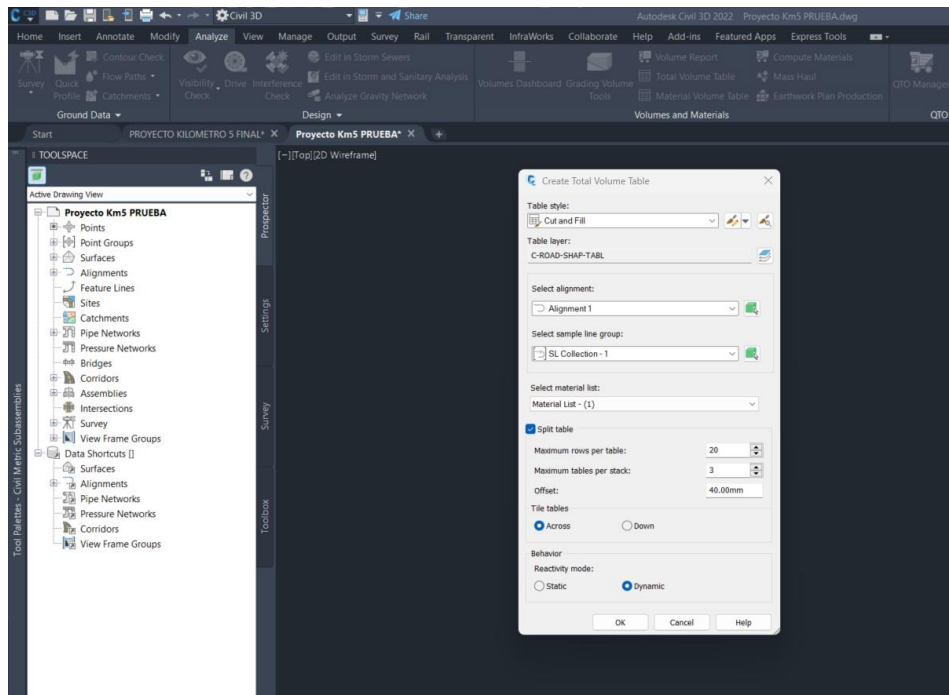 Civil 3D
Share
Autodesk Civil 3D 2022 Proyecto Km5 PRUEBA.dwg
Home Insert Annotate Modify Analyze View Manage Output Survey Rail Transparent InfraWorks Collaborate Help Add-ins Featured Apps Express Tools
Survey
Quick Profile
Contour Check
Flow Paths
Catchments
Ground Data
Visibility Check
Drive
Interference Check
Edit in Storm Sewers
Edit in Storm and Sanitary Analysis
Analyze Gravity Network
Design
Volumes Dashboard
Grading Volume Tools
Volume Report
Total Volume Table
Material Volume Table
Compute Materials
Mass Haul
Earthwork Plan Production
Volumes and Materials
QTO Manager
QTO
Start
PROYECTO KILOMETRO 5 FINAL*
Proyecto Km5 PRUEBA*
TOOLSPACE
[-][Top][2D Wireframe]
Active Drawing View
Proyecto Km5 PRUEBA
Points
Point Groups
Surfaces
Alignments
Feature Lines
Sites
Catchments
Pipe Networks
Pressure Networks
Bridges
Corridors
Assemblies
Intersections
Survey
View Frame Groups
Data Shortcuts []
Surfaces
Alignments
Pipe Networks
Pressure Networks
Corridors
View Frame Groups
Prospector
Settings
Survey
Toolbox
Tool Palettes - Civil Metric Subassemblies
Create Total Volume Table
Table style:
Cut and Fill
Table layer:
C-ROAD-SHAP-TABL
Select alignment:
Alignment 1
Select sample line group:
SL Collection - 1
Select material list:
Material List - (1)
Split table
Maximum rows per table: 20
Maximum tables per stack: 3
Offset: 40.00mm
Tile tables
Across Down
Behavior
Reactivity mode:
Static Dynamic
OK Cancel Help